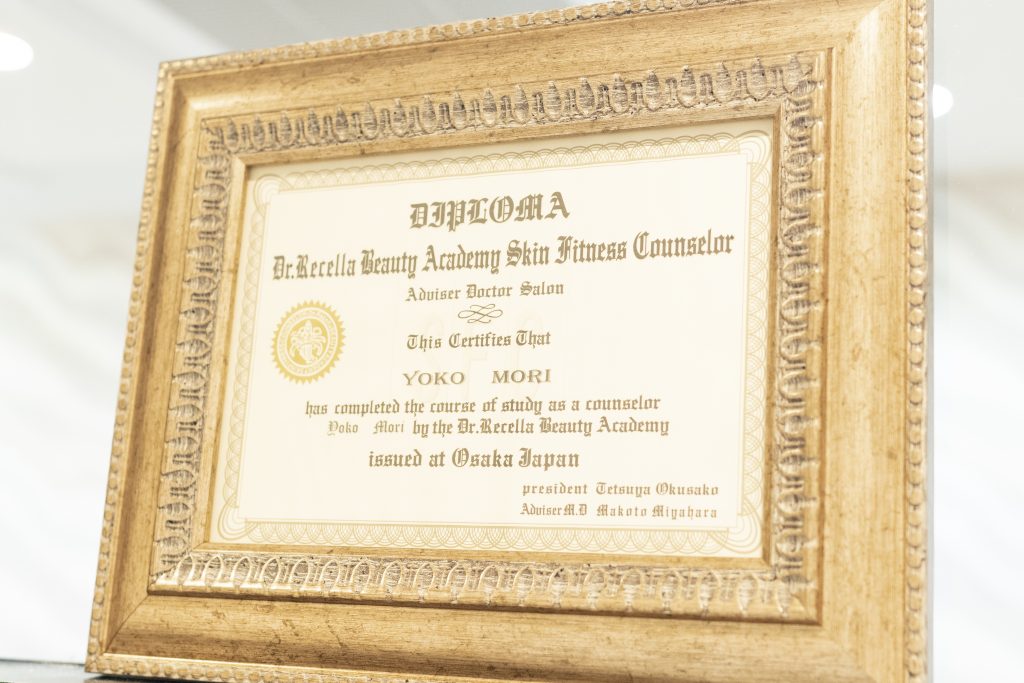 DIPLOMA
Dr.Recella Beauty Academy Skin Fitness Counselor
Adviser Doctor Salon
This Certifies That
YOKO MORI
has completed the course of study as a counselor
Yoko Mori by the Dr.Recella Beauty Academy
issued at Osaka Japan
president Tetsuya Okusako
Adviser M.D Makoto Miyahara